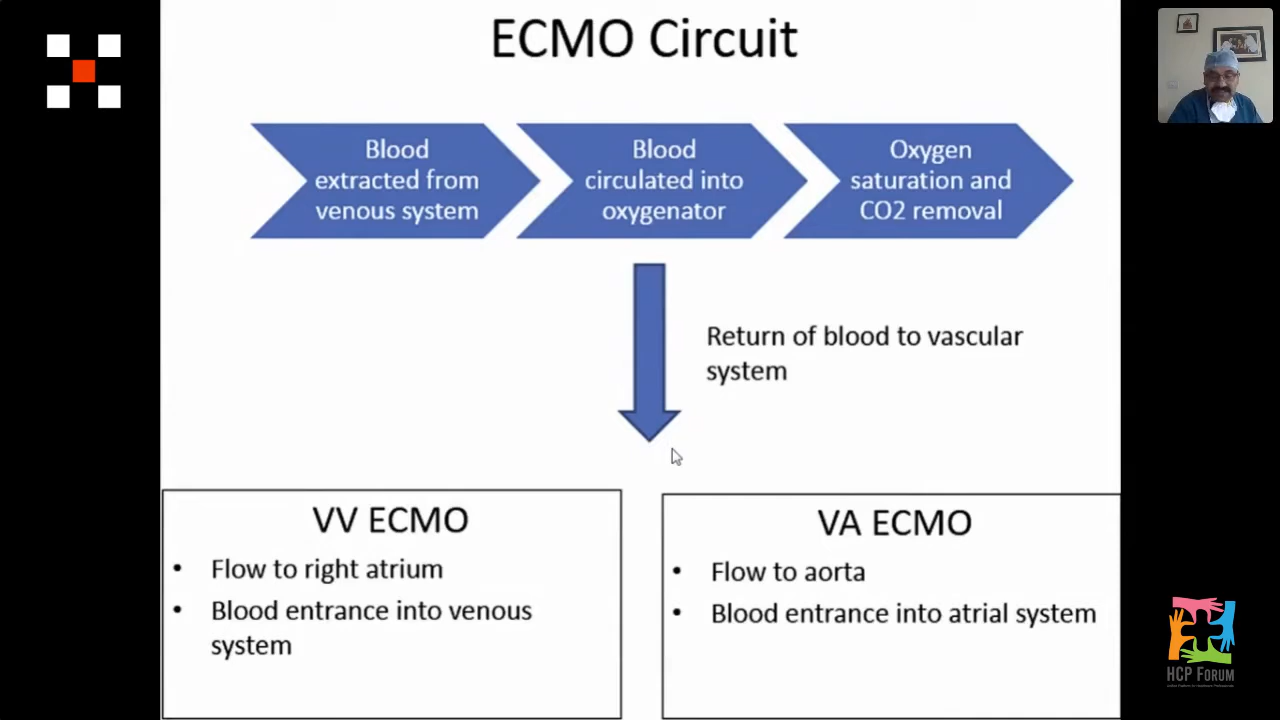 ECMO Circuit
Blood
extracted from
venous system
Blood
circulated into
oxygenator
Oxygen
saturation and
CO2 removal
Return of blood to vascular
system
VV ECMO
• Flow to right atrium
• Blood entrance into venous
system
VA ECMO
• Flow to aorta
• Blood entrance into atrial system
HCP FORUM